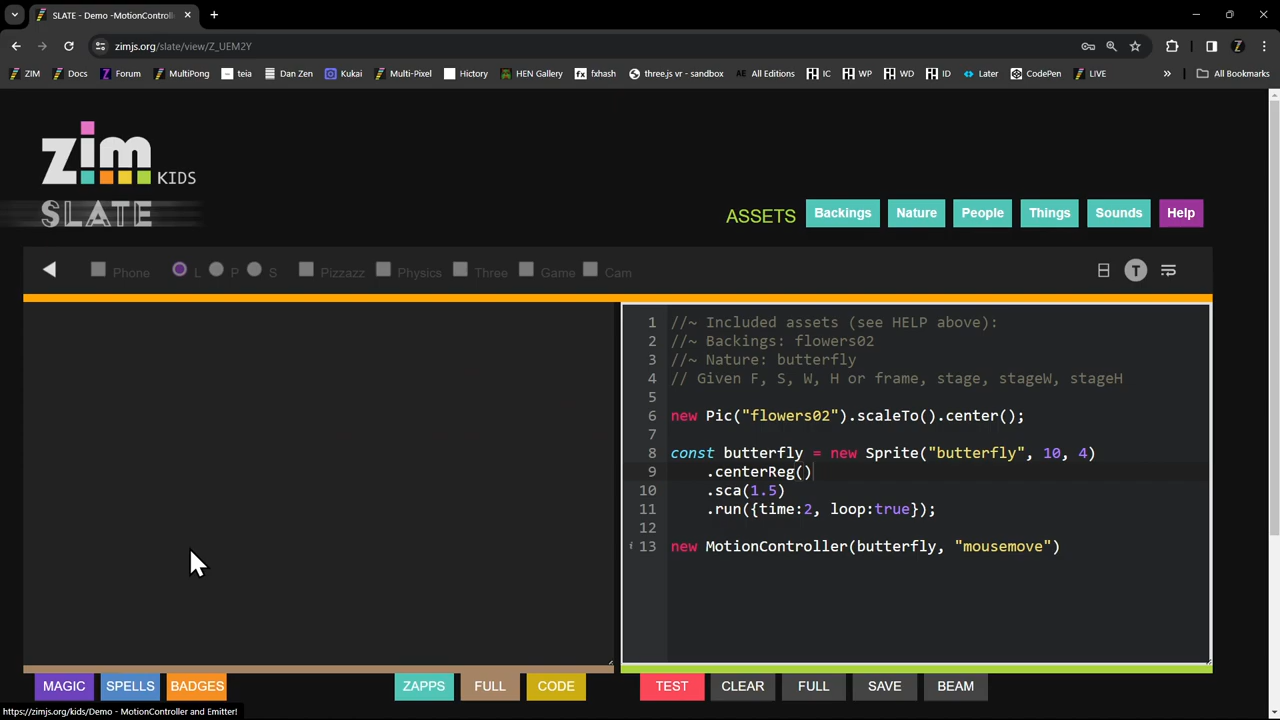 SLATE - Demo -MotionControll
zimjs.org/slate/view/Z_UEM2Y
ZIM Docs Forum MultiPong teia Dan Zen Kukai Multi-Pixel Hictory HEN Gallery fxhash three.js vr - sandbox All Editions IC WP WD ID Later CodePen LIVE » All Bookmarks
zim KIDS
SLATE
ASSETS Backings Nature People Things Sounds Help
Phone L P S Pizzazz Physics Three Game Cam T
1 //~ Included assets (see HELP above):
2 //~ Backings: flowers02
3 //~ Nature: butterfly
4 // Given F, S, W, H or frame, stage, stageW, stageH
5
6 new Pic("flowers02").scaleTo().center();
7
8 const butterfly = new Sprite("butterfly", 10, 4)
9 .centerReg()
10 .sca(1.5)
11 .run({time:2, loop:true});
12
i 13 new MotionController(butterfly, "mousemove")
MAGIC SPELLS BADGES ZAPPS FULL CODE TEST CLEAR FULL SAVE BEAM
https://zimjs.org/kids/Demo - MotionController and Emitter!